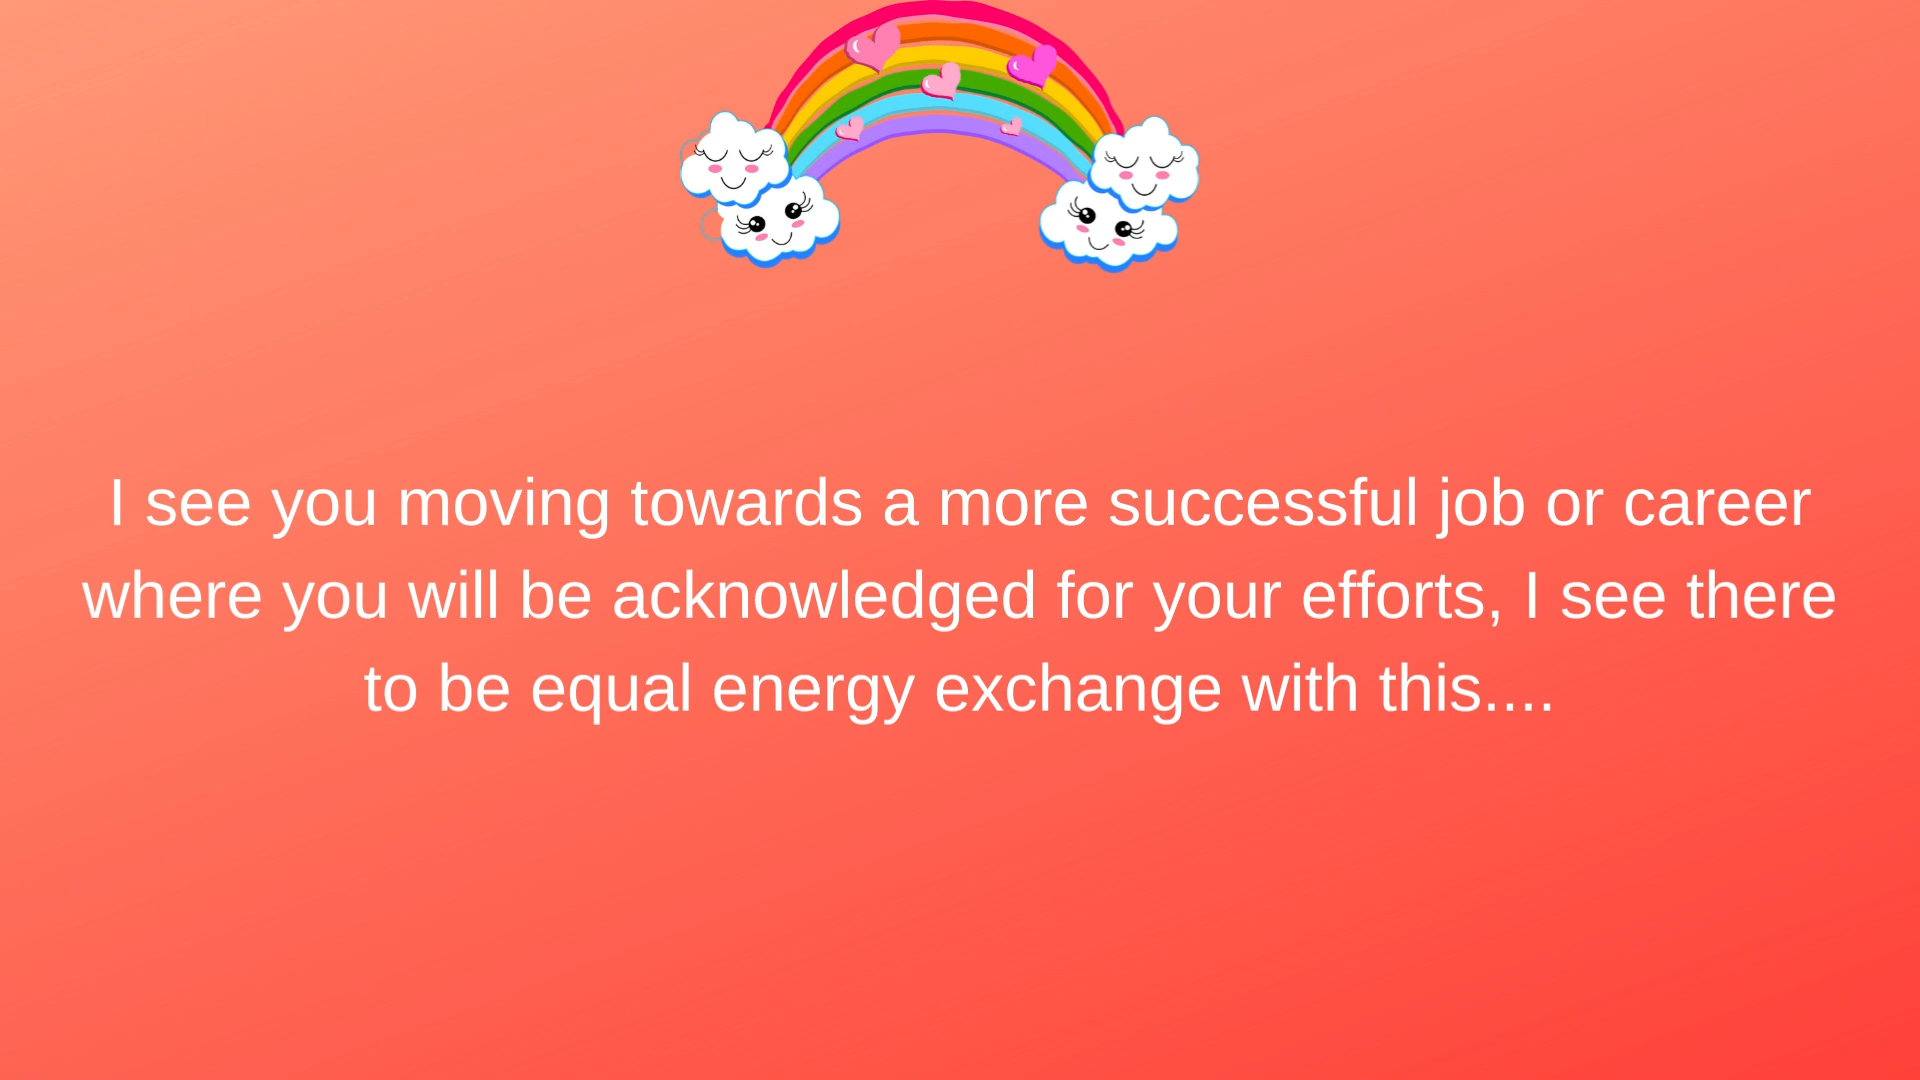 I see you moving towards a more successful job or career
where you will be acknowledged for your efforts, I see there
to be equal energy exchange with this....